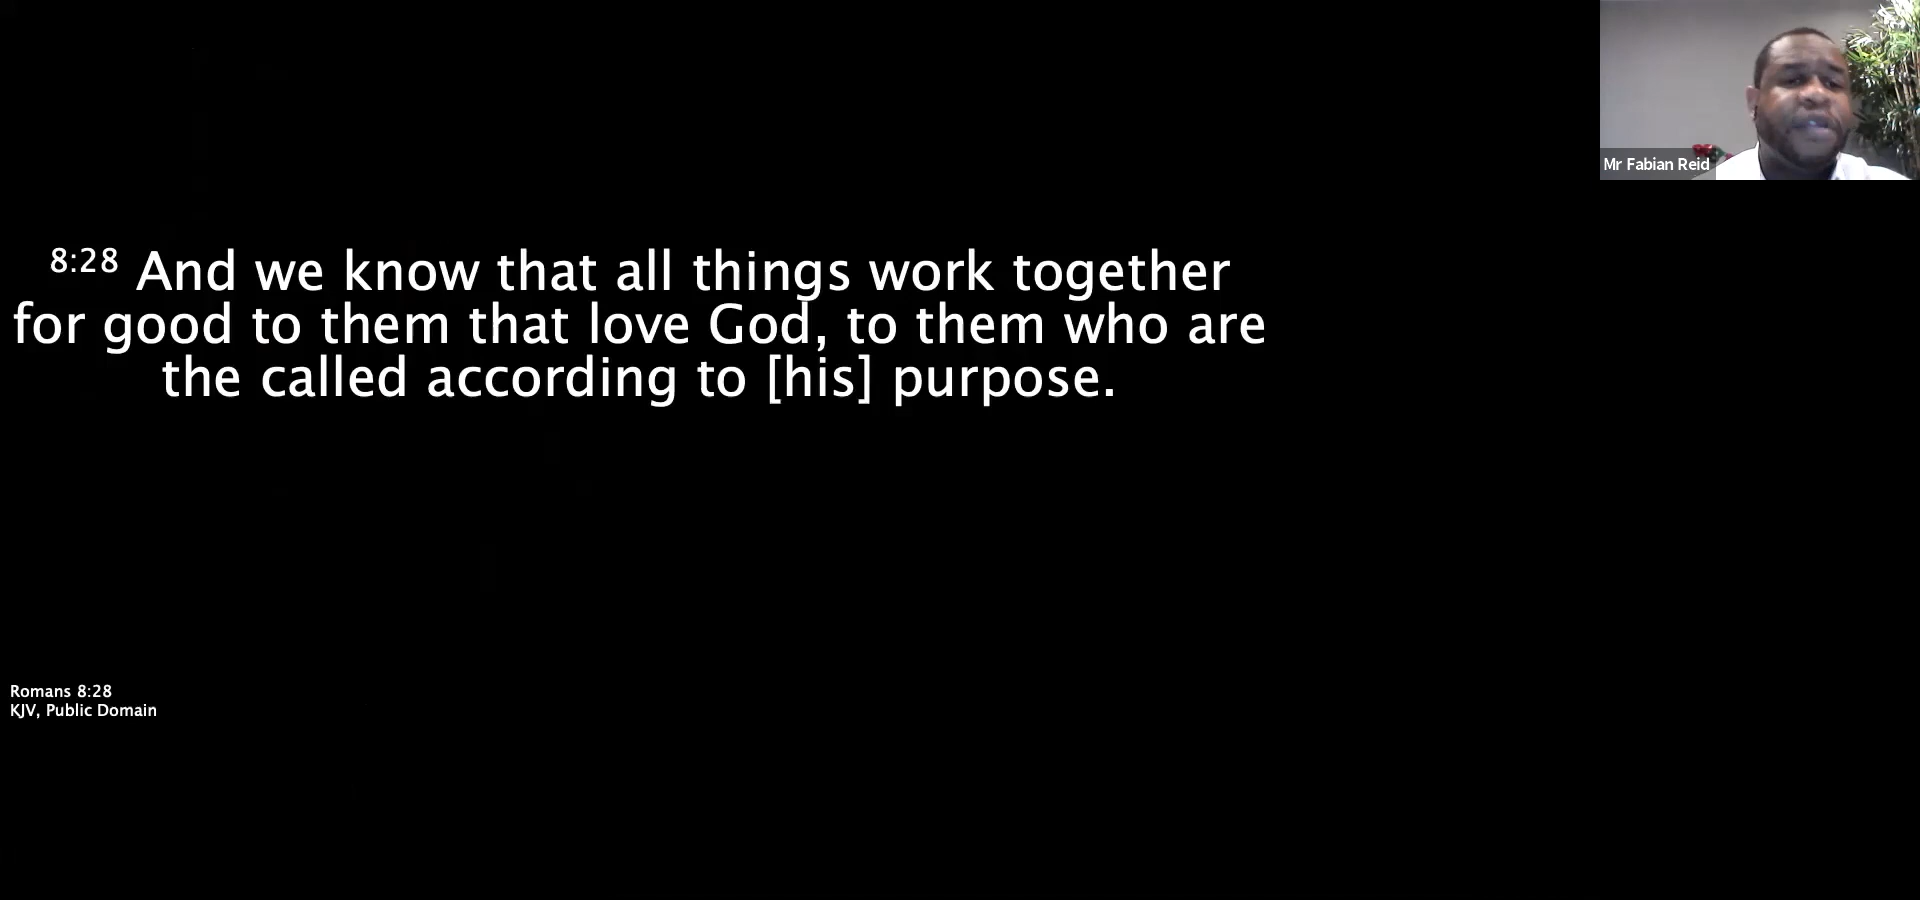 Mr Fabian Reid
8:28 And we know that all things work together
for good to them that love God, to them who are
the called according to [his] purpose.
Romans 8:28
KJV, Public Domain